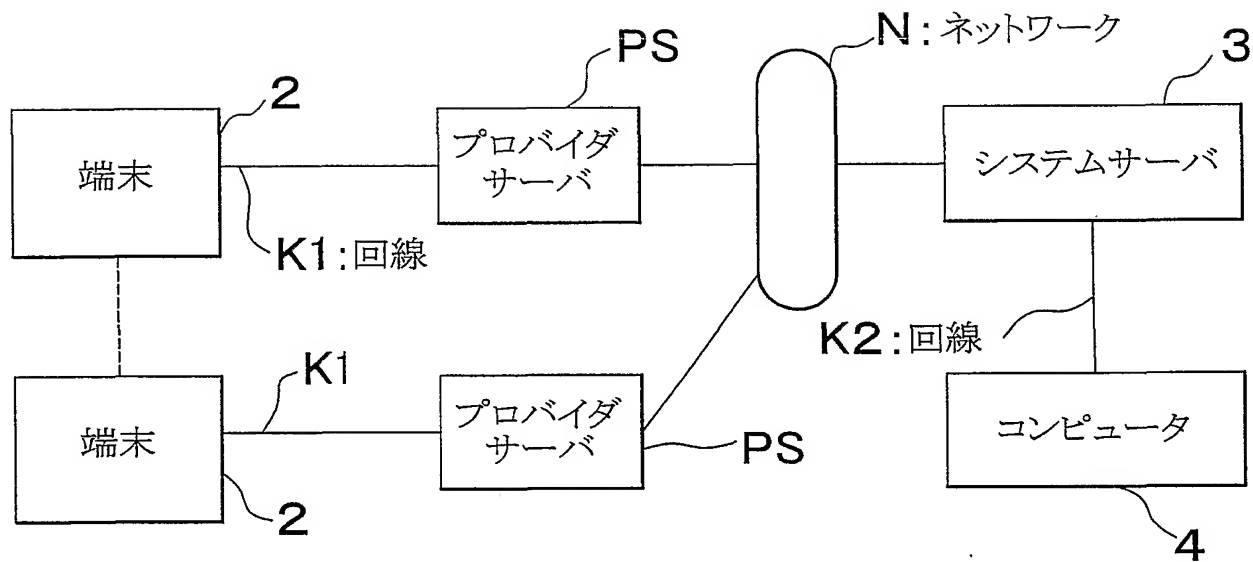 N:ネットワーク
PS
3
2
端末
プロバイダ
サーバ
システムサーバ
K1:回線
K2:回線
K1
端末
プロバイダ
サーバ
コンピュータ
PS
2
4